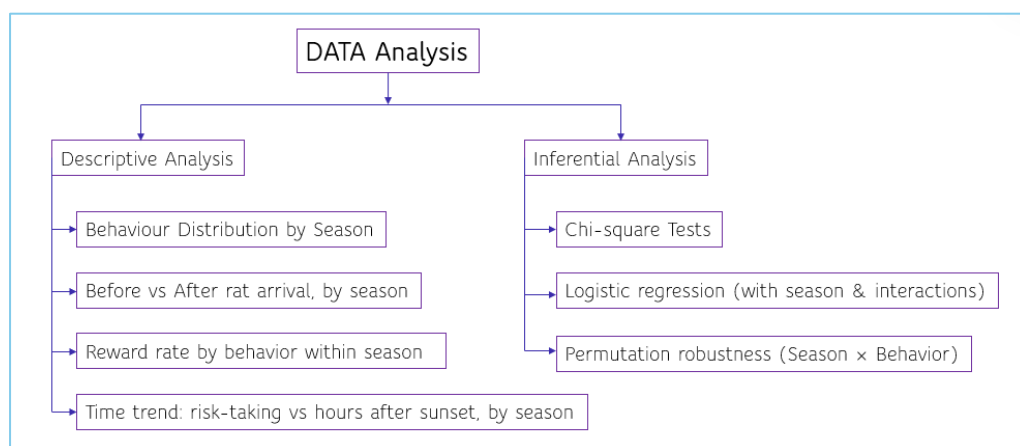 DATA Analysis
Descriptive Analysis
Behaviour Distribution by Season
Before vs After rat arrival, by season
Reward rate by behavior within season
Time trend: risk-taking vs hours after sunset, by season
Inferential Analysis
Chi-square Tests
Logistic regression (with season & interactions)
Permutation robustness (Season × Behavior)